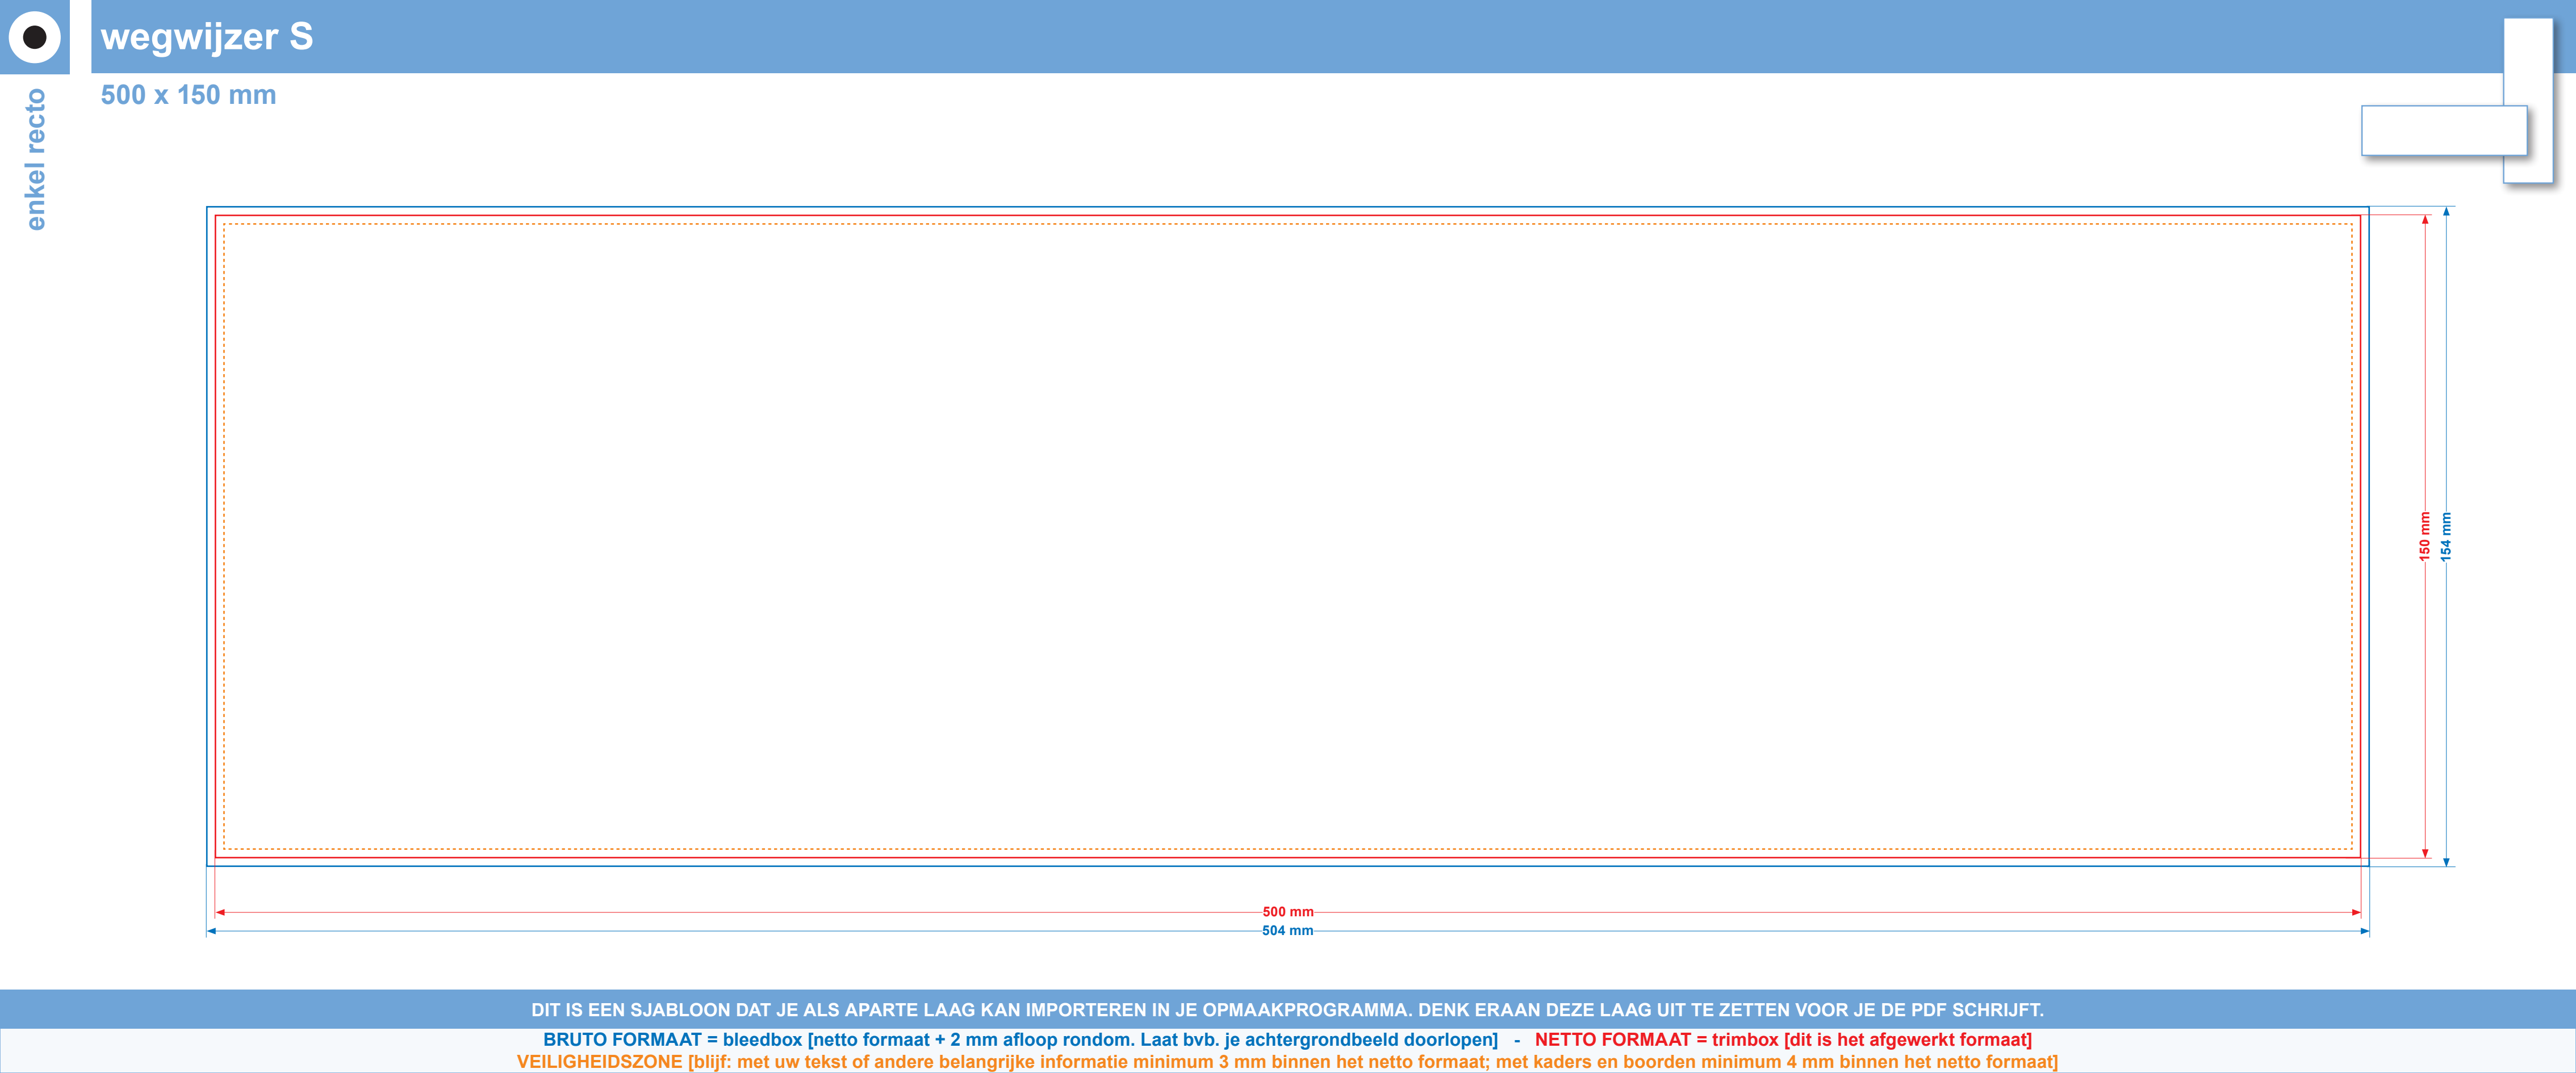 wegwijzer S
500 x 150 mm
enkel recto
150 mm
154 mm
500 mm
504 mm
DIT IS EEN SJABLOON DAT JE ALS APARTE LAAG KAN IMPORTEREN IN JE OPMAAKPROGRAMMA. DENK ERAAN DEZE LAAG UIT TE ZETTEN VOOR JE DE PDF SCHRIJFT.
BRUTO FORMAAT = bleedbox [netto formaat + 2 mm afloop rondom. Laat bvb. je achtergrondbeeld doorlopen] - NETTO FORMAAT = trimbox [dit is het afgewerkt formaat]
VEILIGHEIDSZONE [blijf: met uw tekst of andere belangrijke informatie minimum 3 mm binnen het netto formaat; met kaders en boorden minimum 4 mm binnen het netto formaat]